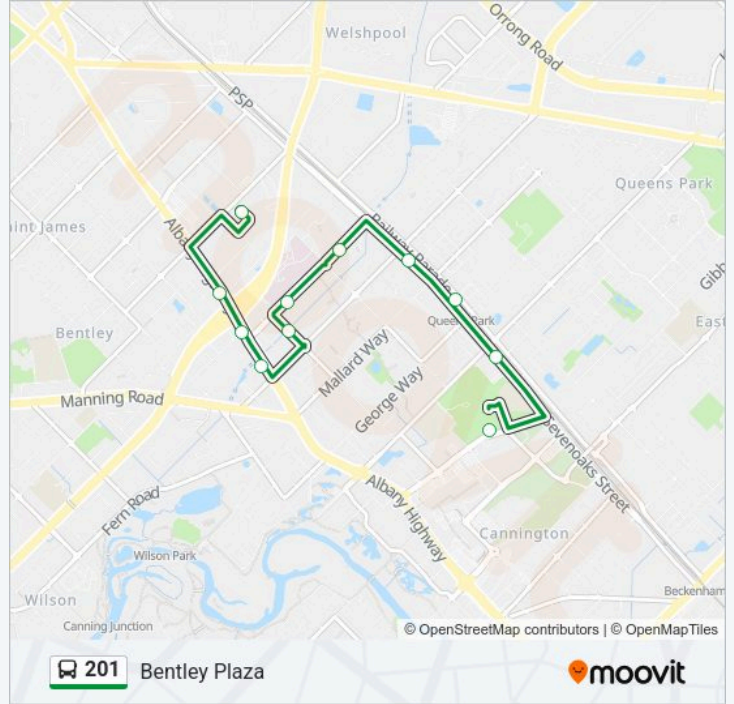 Welshpool
Orrong Road
PSP
Queens Park
aint James
Railway Parade
Gibb
East
Bentley
Queens Park
Mallard Way
George Way
Manning Road
Sevenoaks Street
Albany Highway
Fern Road
Cannington
Wilson Park
Wilson
Canning Junction
Beckenham
© OpenStreetMap contributors | © OpenMapTiles
201 Bentley Plaza
moovit